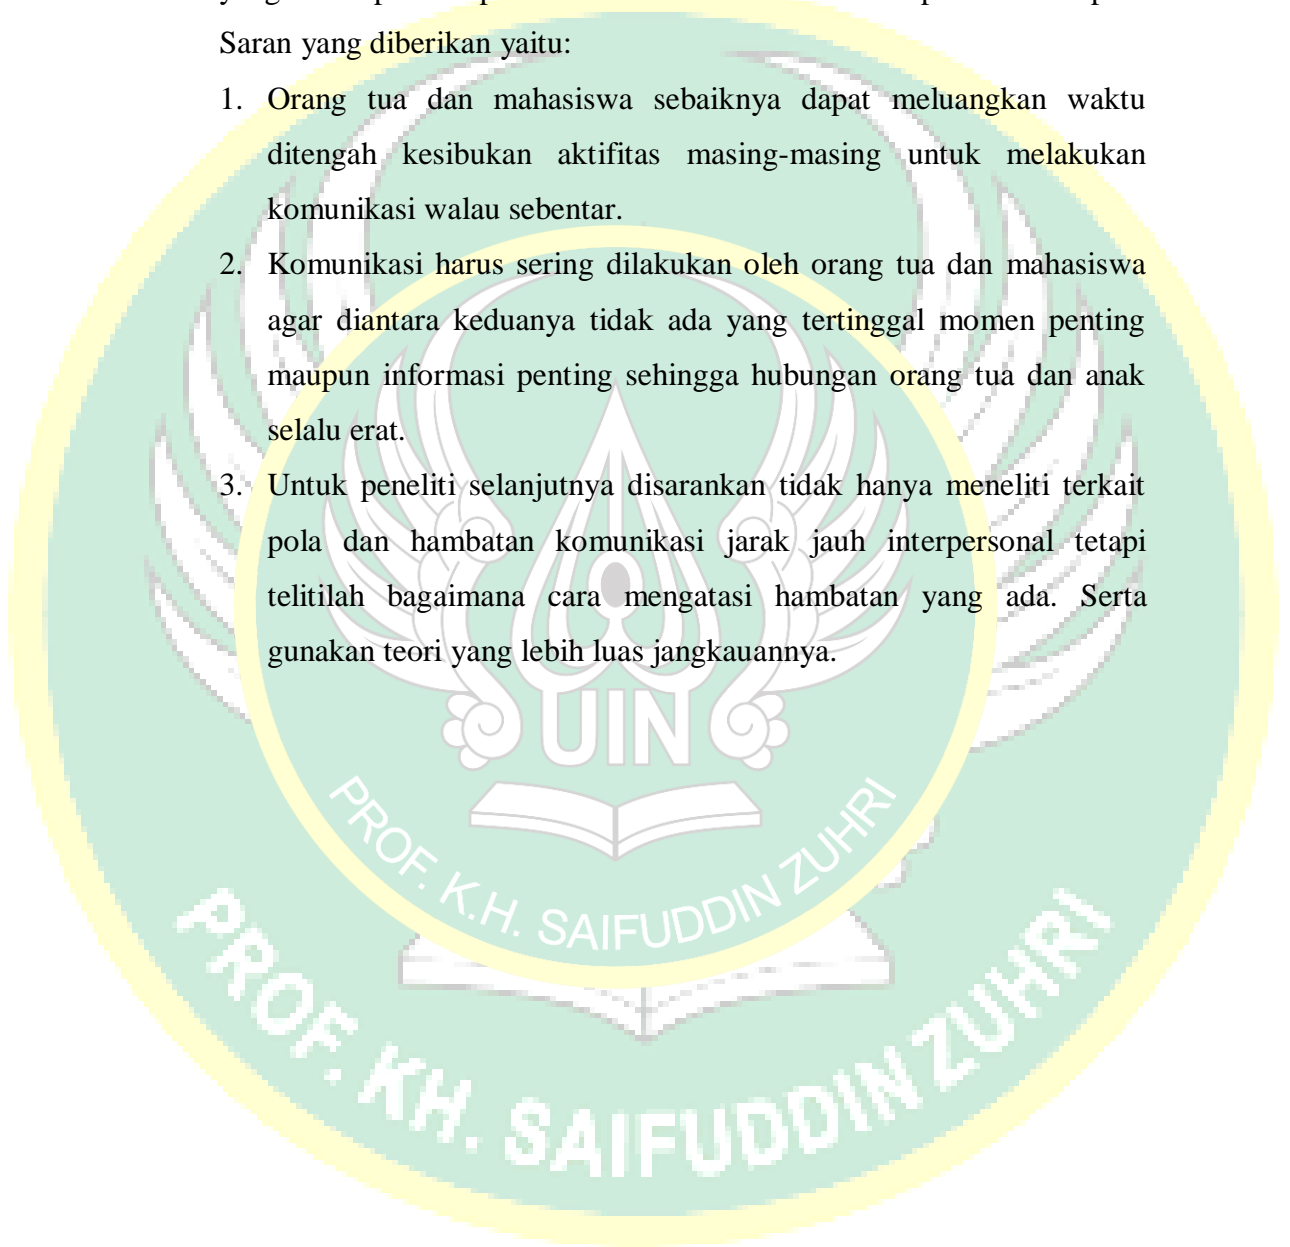 Saran yang diberikan yaitu:
1. Orang tua dan mahasiswa sebaiknya dapat meluangkan waktu
ditengah kesibukan aktifitas masing-masing untuk melakukan
komunikasi walau sebentar.
2. Komunikasi harus sering dilakukan oleh orang tua dan mahasiswa
agar diantara keduanya tidak ada yang tertinggal momen penting
maupun informasi penting sehingga hubungan orang tua dan anak
selalu erat.
3. Untuk peneliti selanjutnya disarankan tidak hanya meneliti terkait
pola dan hambatan komunikasi jarak jauh interpersonal tetapi
telitilah bagaimana cara mengatasi hambatan yang ada. Serta
gunakan teori yang lebih luas jangkauannya.
UIN
PROF. K.H. SAIFUDDIN ZUHRI
PROF. KH. SAIFUDDIN ZUHRI